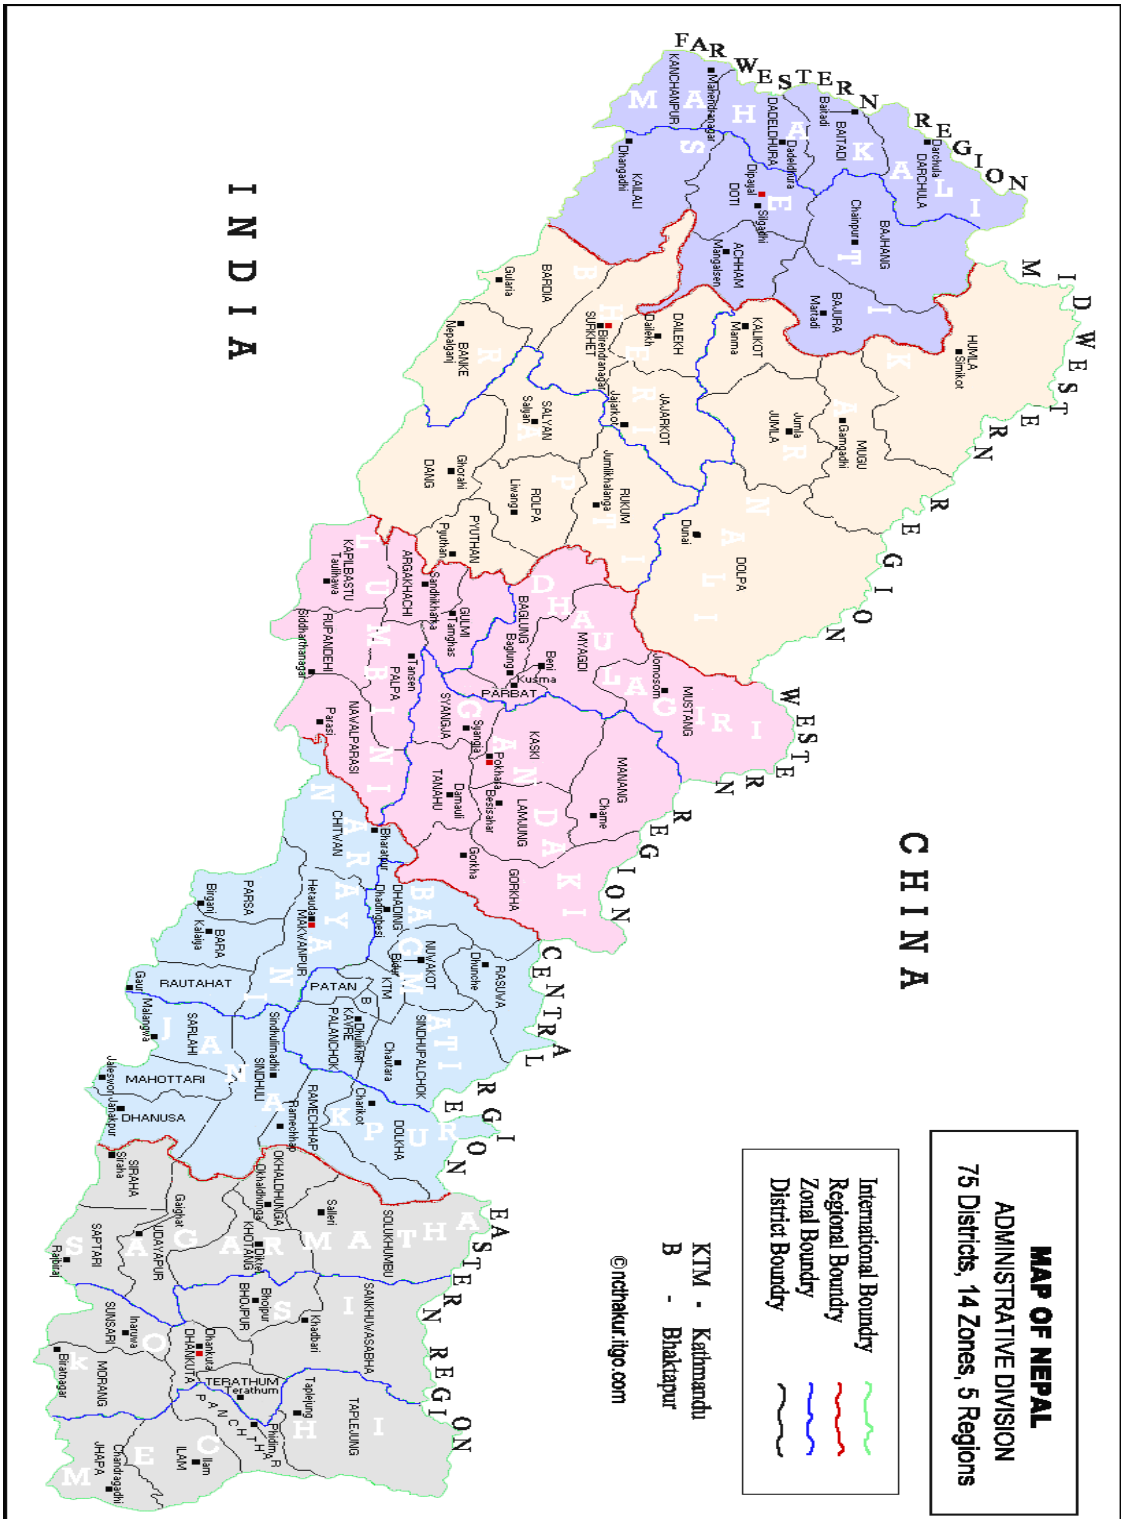 MAP OF NEPAL
ADMINISTRATIVE DIVISION
75 Districts, 14 Zones, 5 Regions
International Boundry
Regional Boundry
Zonal Boundry
District Boundry
KTM - Kathmandu
B - Bhaktapur
©ncthakur.itgo.com
CHINA
INDIA
FAR WESTERN REGION
MAHAKALI
DARCHULA
Darchula
BAITADI
Baitadi
DADELDHURA
Dadeldhura
KANCHANPUR
Mahendranagar
SETI
BAJHANG
Chainpur
BAJURA
Martadi
DOTI
Dipayal
Silgadhi
ACHHAM
Mangalsen
KAILALI
Dhangadhi
MIDWESTERN REGION
KARNALI
HUMLA
Simikot
MUGU
Gamgadhi
JUMLA
Jumla
KALIKOT
Manma
DOLPA
Dunai
BHERI
DAILEKH
Dailekh
JAJARKOT
Jajarkot
SURKHET
Birendranagar
BARDIA
Gularia
BANKE
Nepalganj
RAPTI
RUKUM
Jumlikhalanga
SALYAN
Salyan
ROLPA
Livang
DANG
Ghorahi
PYUTHAN
Pyuthan
WESTERN REGION
DHAULAGIRI
MUSTANG
Jomosom
MYAGDI
Beni
BAGLUNG
Baglung
PARBAT
Kusma
GANDAKI
MANANG
Chame
KASKI
Pokhara
LAMJUNG
Besisahar
GORKHA
Gorkha
SYANGJA
Syangja
TANAHU
Damauli
LUMBINI
GULMI
Tamghas
ARGAKHACHI
Sandhikharka
KAPILBASTU
Taulihawa
RUPANDEHI
Siddharthanagar
PALPA
Tansen
NAWALPARASI
Parasi
CENTRAL REGION
NARAYANI
CHITWAN
Bharatpur
MAKWANPUR
Hetauda
PARSA
Birganj
BARA
Kalaiya
RAUTAHAT
Gaur
BAGMATI
RASUWA
Dhunche
NUWAKOT
Bidur
DHADING
Dhadingbesi
KTM
B
PATAN
KAVRE
PALANCHOK
Dhulikhel
SINDHUPALCHOK
Chautara
JANAKPUR
DOLKHA
Charikot
RAMECHHAP
Ramechhap
SINDHULI
Sindhulimadhi
SARLAHI
Malangwa
MAHOTTARI
Jaleswor
DHANUSA
Janakpur
EASTERN REGION
SAGARMATHA
SOLUKHUMBU
Salleri
OKHALDHUNGA
Okhaldhunga
KHOTANG
Diktel
UDAYAPUR
Gaighat
SIRAHA
Siraha
SAPTARI
Rajbiraj
KOSHI
SANKHUWASABHA
Khadbari
BHOJPUR
Bhojpur
DHANKUTA
Dhankuta
TERATHUM
Terathum
SUNSARI
Inaruwa
MORANG
Biratnagar
MECHI
TAPLEJUNG
Taplejung
PANCHTHAR
Phidim
ILAM
Ilam
JHAPA
Chandragadhi